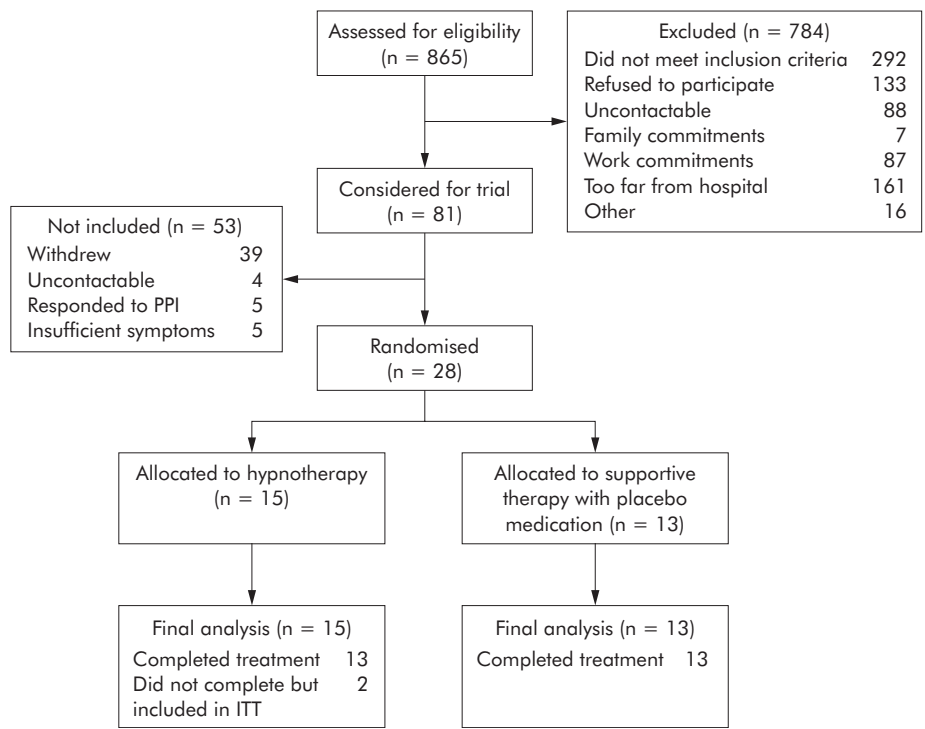 Assessed for eligibility
(n = 865)
Excluded (n = 784)
Did not meet inclusion criteria 292
Refused to participate 133
Uncontactable 88
Family commitments 7
Work commitments 87
Too far from hospital 161
Other 16
Considered for trial
(n = 81)
Not included (n = 53)
Withdrew 39
Uncontactable 4
Responded to PPI 5
Insufficient symptoms 5
Randomised
(n = 28)
Allocated to hypnotherapy
(n = 15)
Allocated to supportive
therapy with placebo
medication (n = 13)
Final analysis (n = 15)
Completed treatment 13
Did not complete but 2
included in ITT
Final analysis (n = 13)
Completed treatment 13